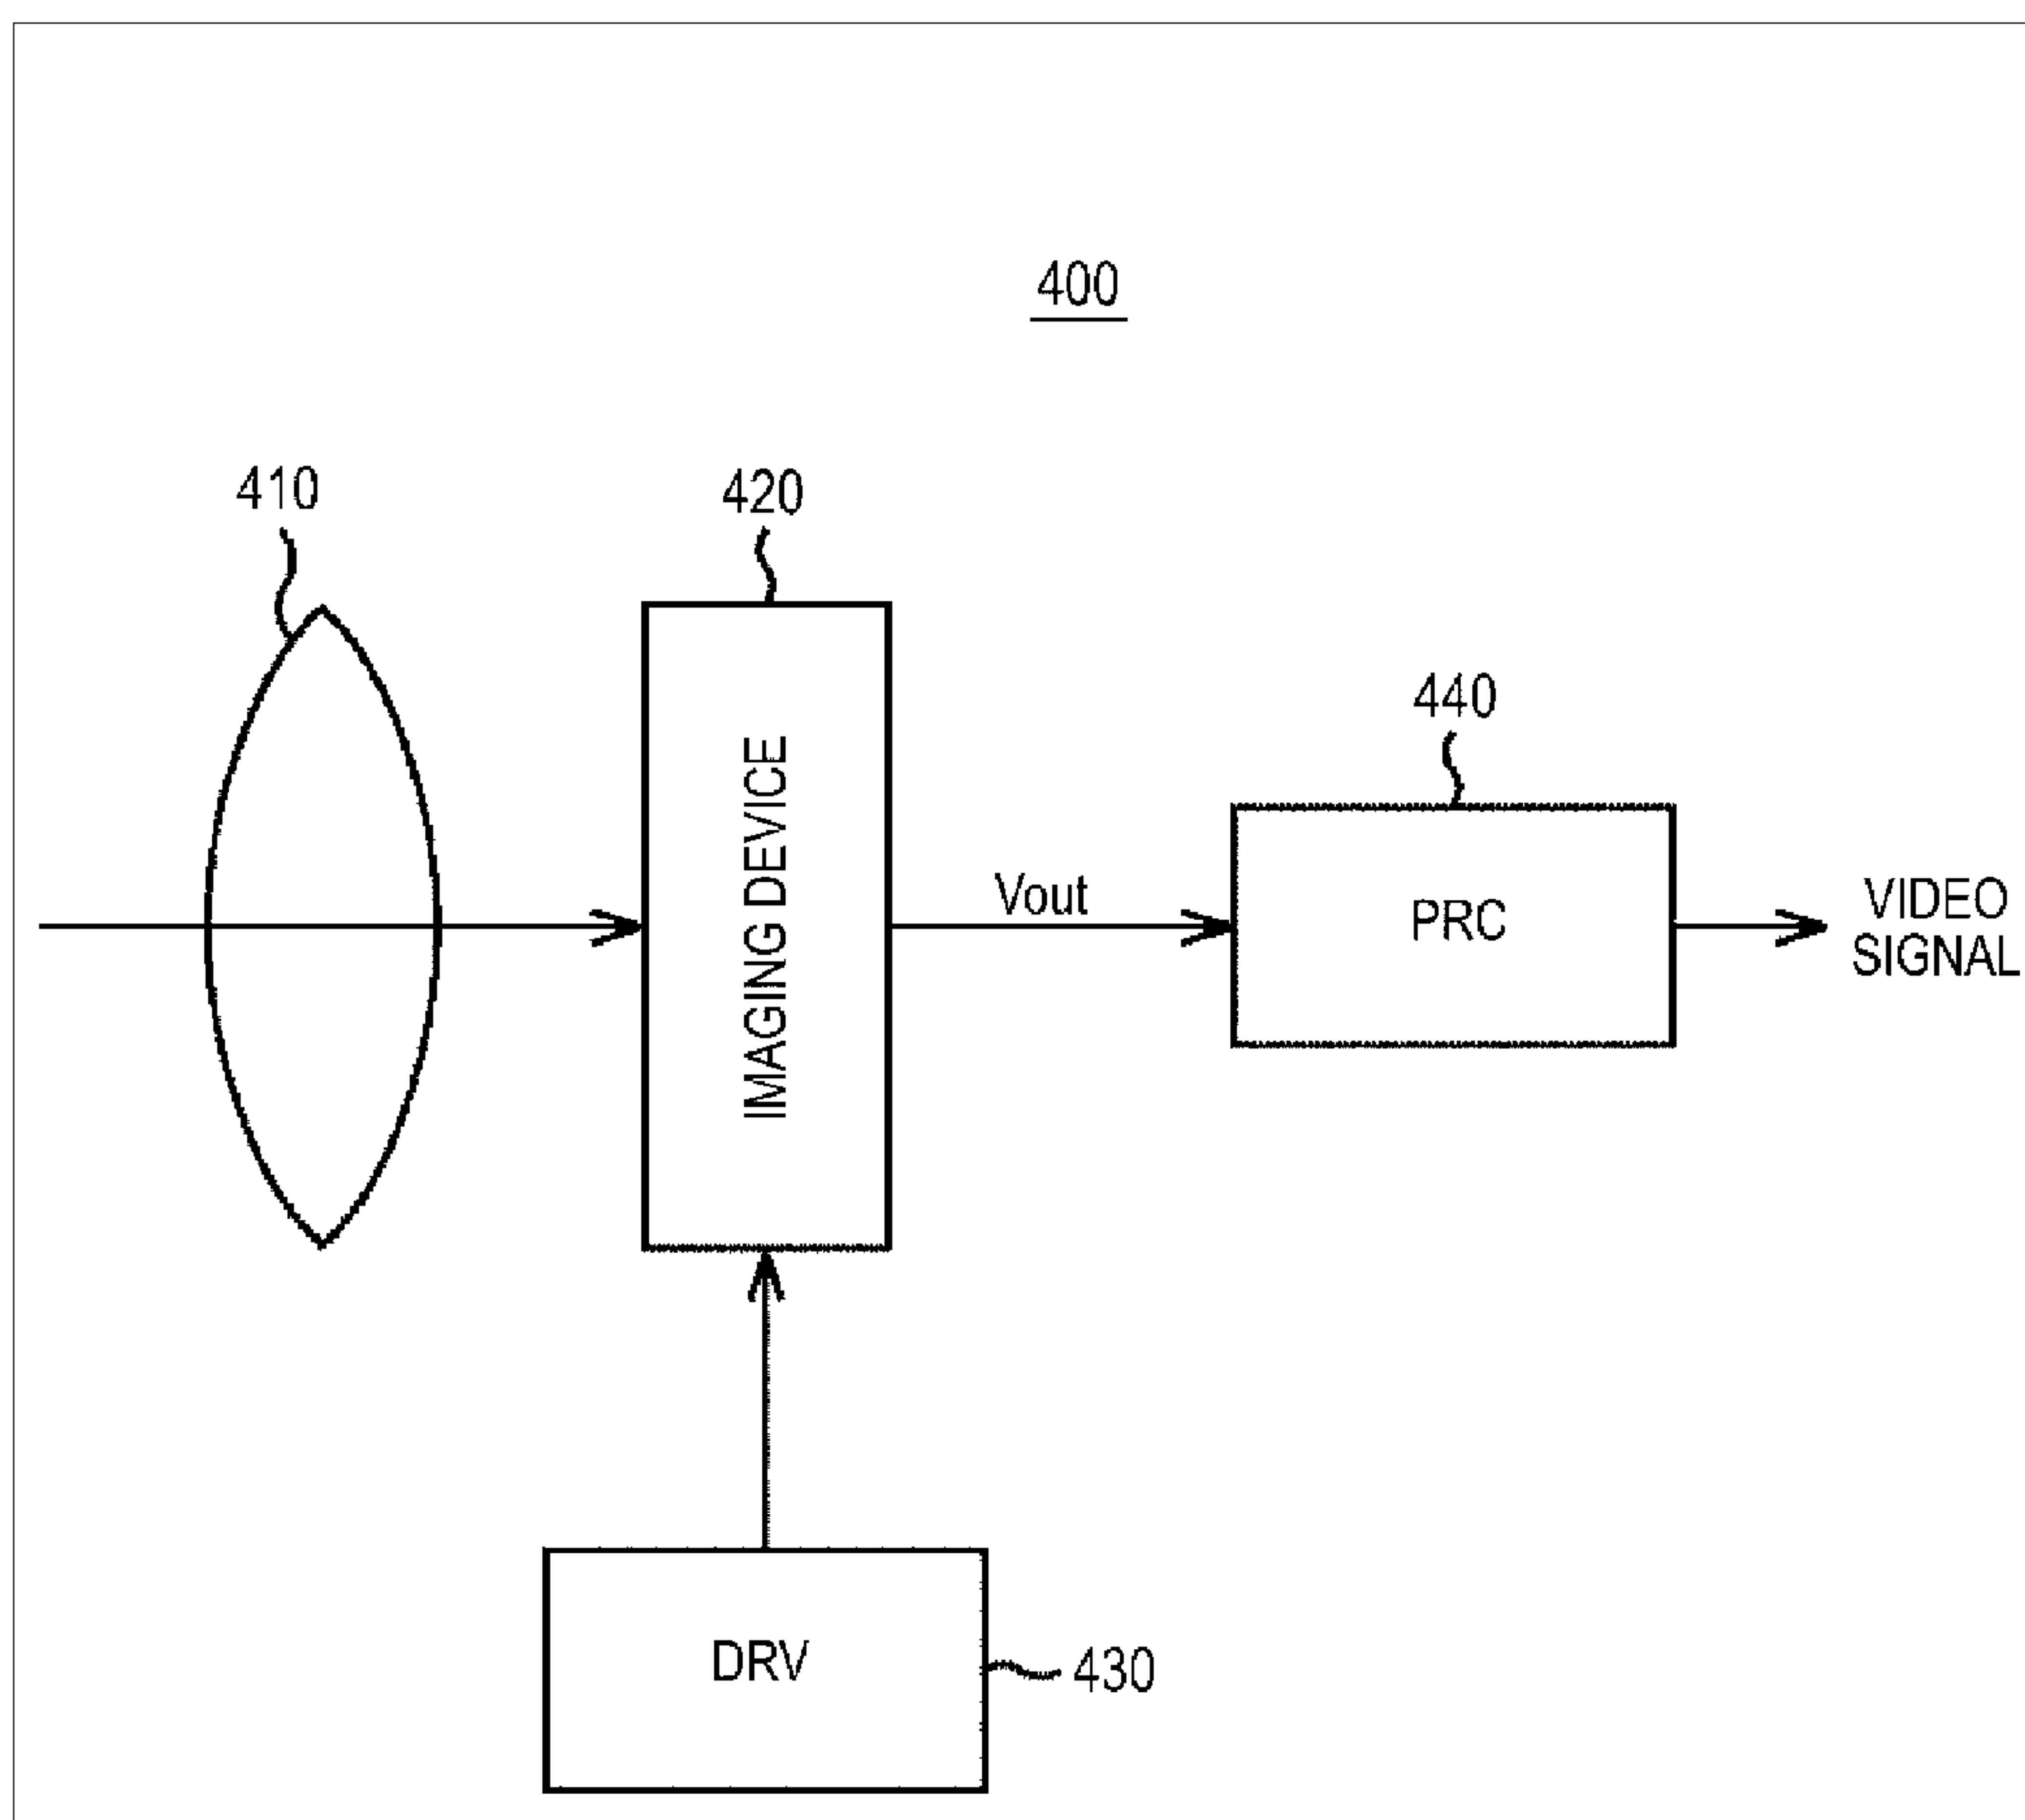 400
410
420
440
IMAGING DEVICE
Vout
PRC
VIDEO
SIGNAL
DRV
430